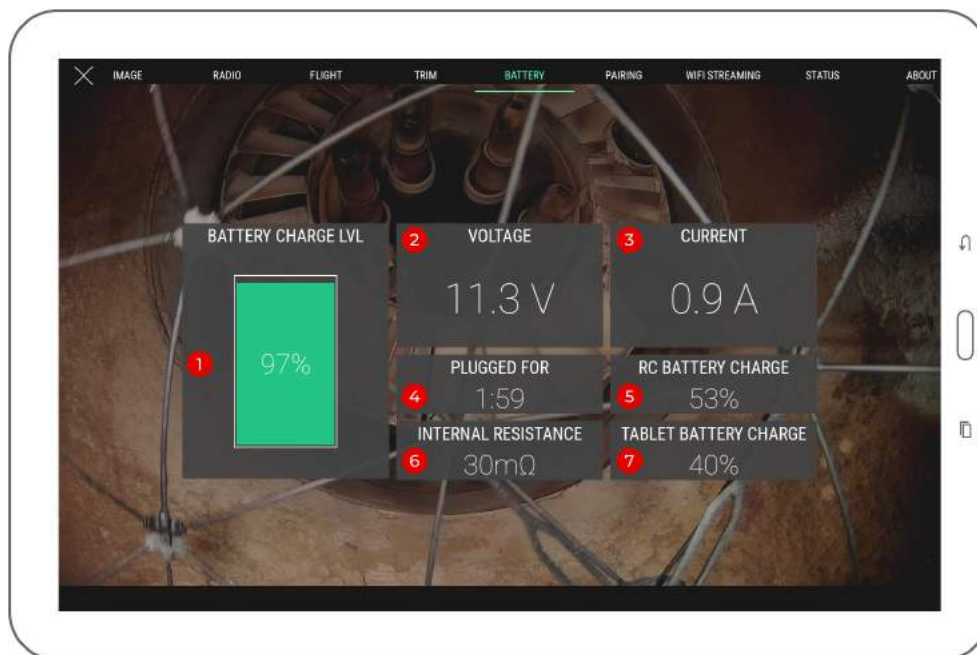 IMAGE RADIO FLIGHT TRIM BATTERY PAIRING WIFI STREAMING STATUS ABOUT
BATTERY CHARGE LVL
1
97%
2 VOLTAGE
11.3 V
3 CURRENT
0.9 A
PLUGGED FOR
4 1:59
RC BATTERY CHARGE
5 53%
INTERNAL RESISTANCE
6 30mΩ
TABLET BATTERY CHARGE
7 40%